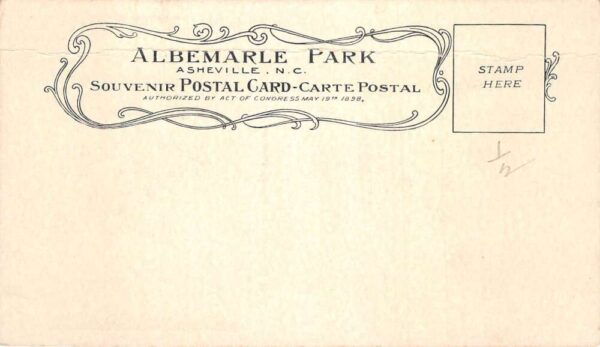 ALBEMARLE PARK
ASHEVILLE. N.C.
SOUVENIR POSTAL CARD-CARTE POSTAL
AUTHORIZED BY ACT OF CONGRESS MAY 19TH 1898.
STAMP
HERE